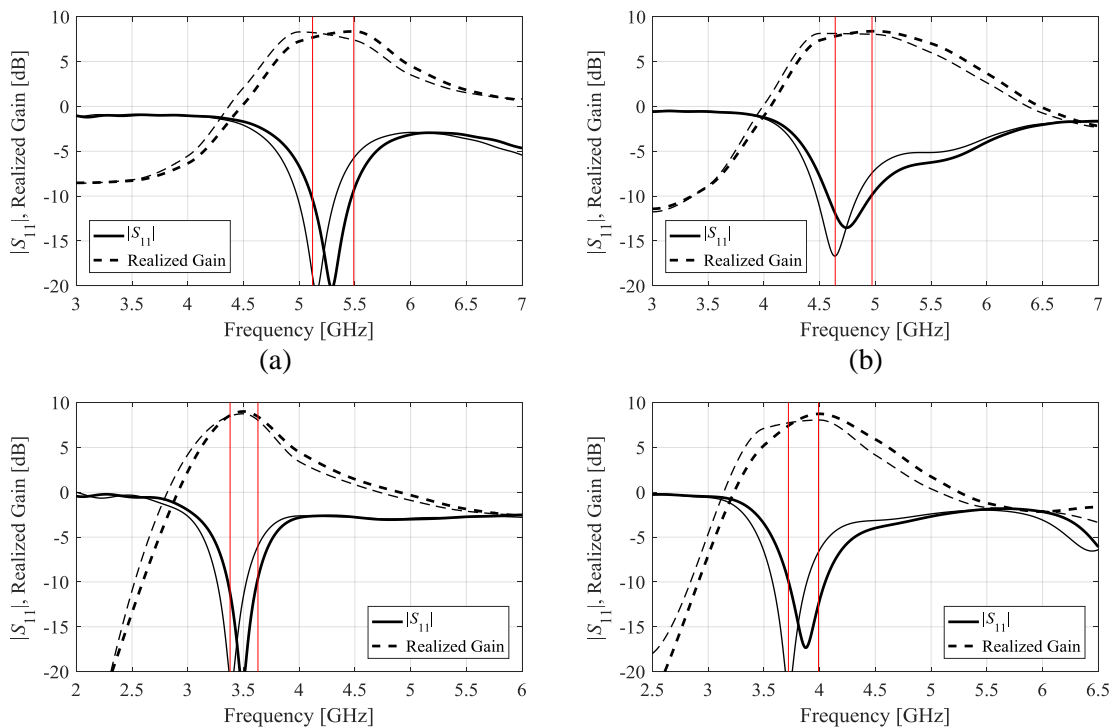 |S₁₁|, Realized Gain [dB]
10
5
0
-5
-10
-15
-20
|S₁₁|
Realized Gain
3 3.5 4 4.5 5 5.5 6 6.5 7
Frequency [GHz]
(a)
|S₁₁|, Realized Gain [dB]
10
5
0
-5
-10
-15
-20
|S₁₁|
Realized Gain
3 3.5 4 4.5 5 5.5 6 6.5 7
Frequency [GHz]
(b)
|S₁₁|, Realized Gain [dB]
10
5
0
-5
-10
-15
-20
|S₁₁|
Realized Gain
2 2.5 3 3.5 4 4.5 5 5.5 6
Frequency [GHz]
|S₁₁|, Realized Gain [dB]
10
5
0
-5
-10
-15
-20
|S₁₁|
Realized Gain
2.5 3 3.5 4 4.5 5 5.5 6 6.5
Frequency [GHz]